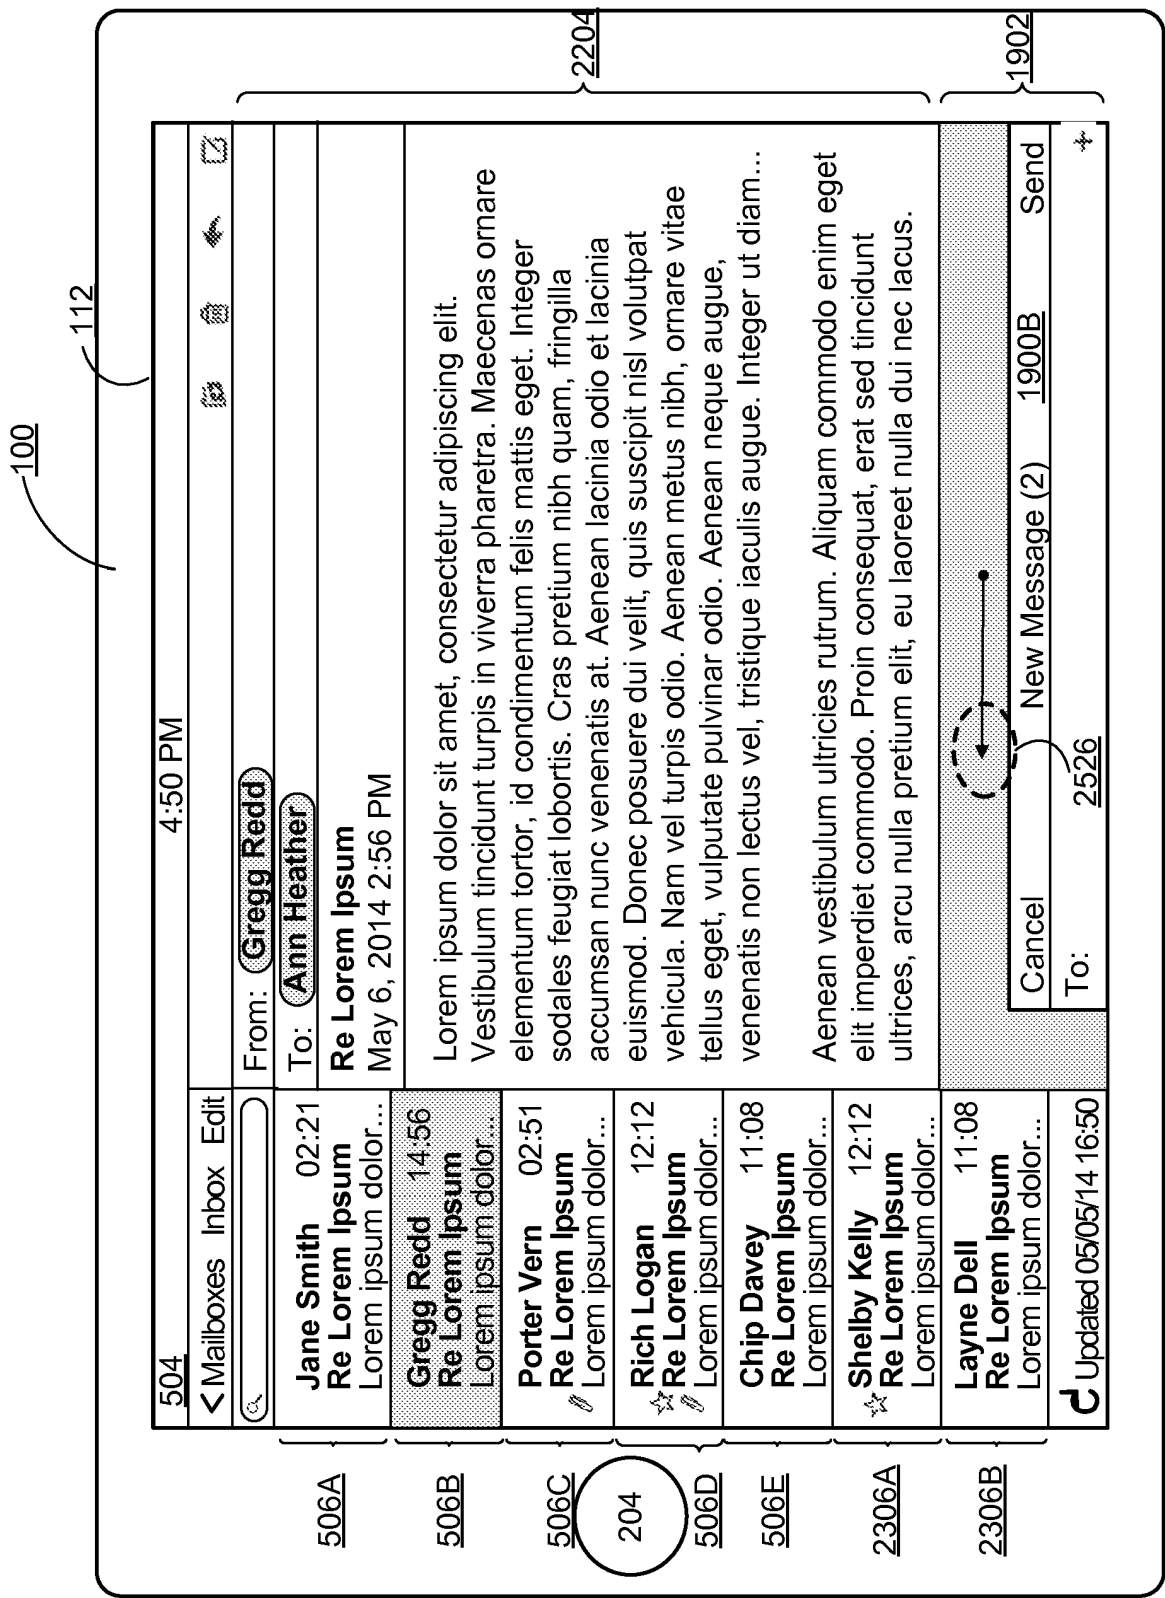 100
112
504
4:50 PM
Mailboxes Inbox Edit
From: Gregg Redd
To: Ann Heather
Re Lorem Ipsum
May 6, 2014 2:56 PM
Lorem ipsum dolor sit amet, consectetur adipiscing elit.
Vestibulum tincidunt turpis in viverra pharetra. Maecenas ornare
elementum tortor, id condimentum felis mattis eget. Integer
sodales feugiat lobortis. Cras pretium nibh quam, fringilla
accumsan nunc venenatis at. Aenean lacinia odio et lacinia
euismod. Donec posuere dui velit, quis suscipit nisl volutpat
vehicula. Nam vel turpis odio. Aenean metus nibh, ornare vitae
tellus eget, vulputate pulvinar odio. Aenean neque augue,
venenatis non lectus vel, tristique iaculis augue. Integer ut diam...
Aenean vestibulum ultricies rutrum. Aliquam commodo enim eget
elit imperdiet commodo. Proin consequat, erat sed tincidunt
ultrices, arcu nulla pretium elit, eu laoreet nulla dui nec lacus.
2204
506A
Jane Smith 02:21
Re Lorem Ipsum
Lorem ipsum dolor...
506B
Gregg Redd 14:56
Re Lorem Ipsum
Lorem ipsum dolor...
506C
Porter Vern 02:51
Re Lorem Ipsum
Lorem ipsum dolor...
204
506D
Rich Logan 12:12
Re Lorem Ipsum
Lorem ipsum dolor...
506E
Chip Davey 11:08
Re Lorem Ipsum
Lorem ipsum dolor...
2306A
Shelby Kelly 12:12
Re Lorem Ipsum
Lorem ipsum dolor...
2306B
Layne Dell 11:08
Re Lorem Ipsum
Lorem ipsum dolor...
Updated 05/05/14 16:50
1902
Cancel New Message (2) 1900B Send
To: +
2526